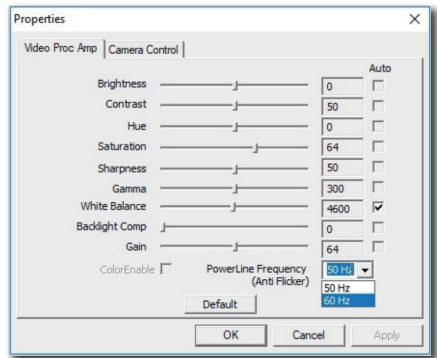 Properties
Video Proc Amp Camera Control
Auto
Brightness 0
Contrast 50
Hue 0
Saturation 64
Sharpness 50
Gamma 300
White Balance 4600
Backlight Comp 0
Gain 64
ColorEnable PowerLine Frequency 50 Hz
(Anti Flicker) 50 Hz
60 Hz
Default
OK Cancel Apply